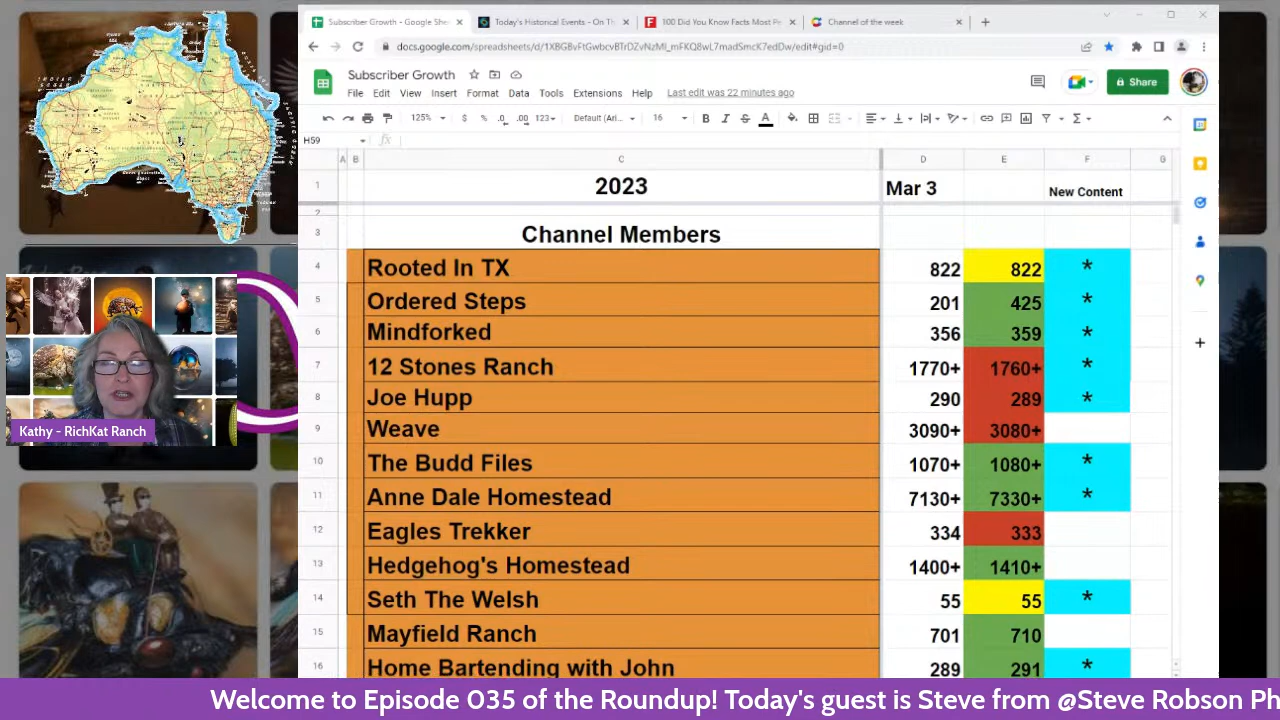 Subscriber Growth - Google She
Today's Historical Events - On Th
100 Did You Know Facts Most Pe
Channel of the week
docs.google.com/spreadsheets/d/
Subscriber Growth
File Edit View Insert Format Data Tools Extensions Help Last edit was 22 minutes ago
Share
125% $ % .0 .00 123 Default (Ari... 16 B I S A
H59 fx
A B C D E F G
1 2023 Mar 3 New Content
2
3 Channel Members
4 Rooted In TX 822 822 *
5 Ordered Steps 201 425 *
6 Mindforked 356 359 *
7 12 Stones Ranch 1770+ 1760+ *
8 Joe Hupp 290 289 *
9 Weave 3090+ 3080+
10 The Budd Files 1070+ 1080+ *
11 Anne Dale Homestead 7130+ 7330+ *
12 Eagles Trekker 334 333
13 Hedgehog's Homestead 1400+ 1410+
14 Seth The Welsh 55 55 *
15 Mayfield Ranch 701 710
16 Home Bartending with John 289 291 *
Kathy - RichKat Ranch
Welcome to Episode 035 of the Roundup! Today's guest is Steve from @Steve Robson Ph